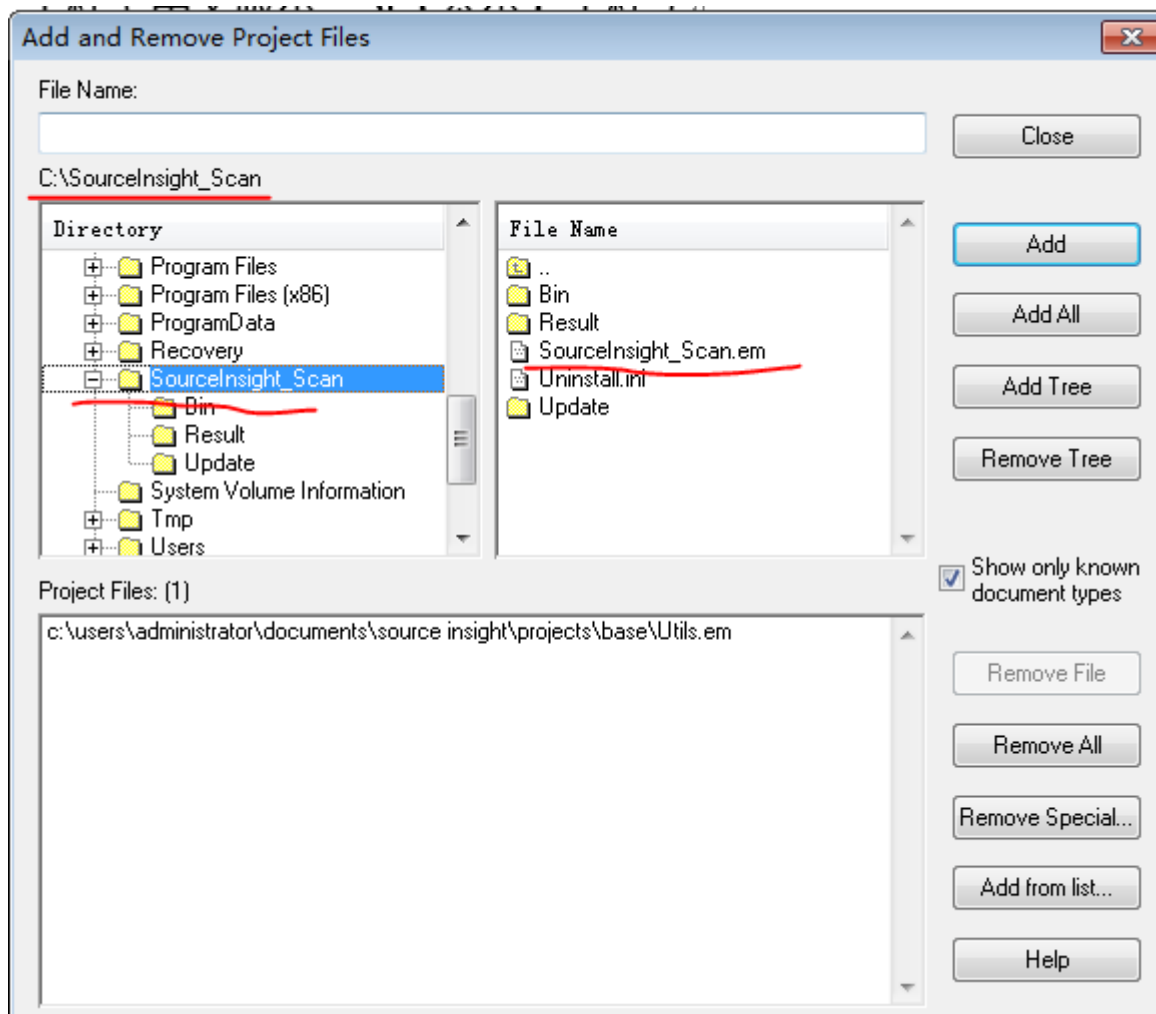 Add and Remove Project Files
File Name:
Close
C:\SourceInsight_Scan
Directory
File Name
Add
Program Files
..
Program Files (x86)
Bin
Add All
ProgramData
Result
Recovery
SourceInsight_Scan.em
SourceInsight_Scan
Uninstall.ini
Add Tree
Bin
Update
Result
Remove Tree
Update
System Volume Information
Tmp
Users
Show only known
document types
Project Files: (1)
c:\users\administrator\documents\source insight\projects\base\Utils.em
Remove File
Remove All
Remove Special...
Add from list...
Help